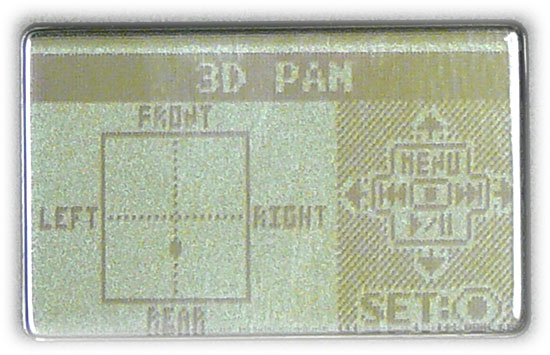 3D PAN
FRONT
MENU
LEFT RIGHT
REAR
SET: